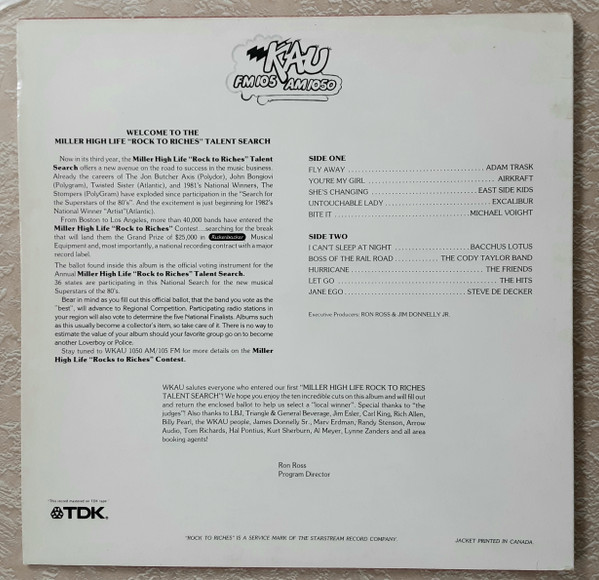 WKAU
FM105 AM1050
WELCOME TO THE
MILLER HIGH LIFE "ROCK TO RICHES" TALENT SEARCH
Now in its third year, the Miller High Life "Rock to Riches" Talent
Search offers a new avenue on the road to success in the music business.
Already the careers of The Jon Butcher Axis (Polydor), John Bongiovi
(Polygram), Twisted Sister (Atlantic), and 1981's National Winners, The
Stompers (PolyGram) have exploded since participation in the "Search for
the Superstars of the 80's". And the excitement is just beginning for 1982's
National Winner "Artist"(Atlantic).
From Boston to Los Angeles, more than 40,000 bands have entered the
Miller High Life "Rock to Riches" Contest....searching for the break
that will land them the Grand Prize of $25,000 in Rickenbacker Musical
Equipment and, most importantly, a national recording contract with a major
record label.
The ballot found inside this album is the official voting instrument for the
Annual Miller High Life "Rock to Riches" Talent Search.
36 states are participating in this National Search for the new musical
Superstars of the 80's.
Bear in mind as you fill out this official ballot, that the band you vote as the
"best", will advance to Regional Competition. Participating radio stations in
your region will also vote to determine the five National Finalists. Albums such
as this usually become a collector's item, so take care of it. There is no way to
estimate the value of your album should your favorite group go on to become
another Loverboy or Police.
Stay tuned to WKAU 1050 AM/105 FM for more details on the Miller
High Life "Rocks to Riches" Contest.
SIDE ONE
FLY AWAY ADAM TRASK
YOU'RE MY GIRL AIRKRAFT
SHE'S CHANGING EAST SIDE KIDS
UNTOUCHABLE LADY EXCALIBUR
BITE IT MICHAEL VOIGHT
SIDE TWO
I CAN'T SLEEP AT NIGHT BACCHUS LOTUS
BOSS OF THE RAIL ROAD THE CODY TAYLOR BAND
HURRICANE THE FRIENDS
LET GO THE HITS
JANE EGO STEVE DE DECKER
Executive Producers: RON ROSS & JIM DONNELLY JR.
WKAU salutes everyone who entered our first "MILLER HIGH LIFE ROCK TO RICHES
TALENT SEARCH"! We hope you enjoy the ten incredible cuts on this album and will fill out
and return the enclosed ballot to help us select a "local winner". Special thanks to "the
judges"! Also thanks to LBJ, Triangle & General Beverage, Jim Esler, Carl King, Rich Allen,
Billy Pearl, the WKAU people, James Donnelly Sr., Marv Erdman, Randy Stenson, Arrow
Audio, Tom Richards, Hal Pontius, Kurt Sherburn, Al Meyer, Lynne Zanders and all area
booking agents!
Ron Ross
Program Director
"This record mastered on TDK tape"
TDK.
"ROCK TO RICHES" IS A SERVICE MARK OF THE STARSTREAM RECORD COMPANY.
JACKET PRINTED IN CANADA